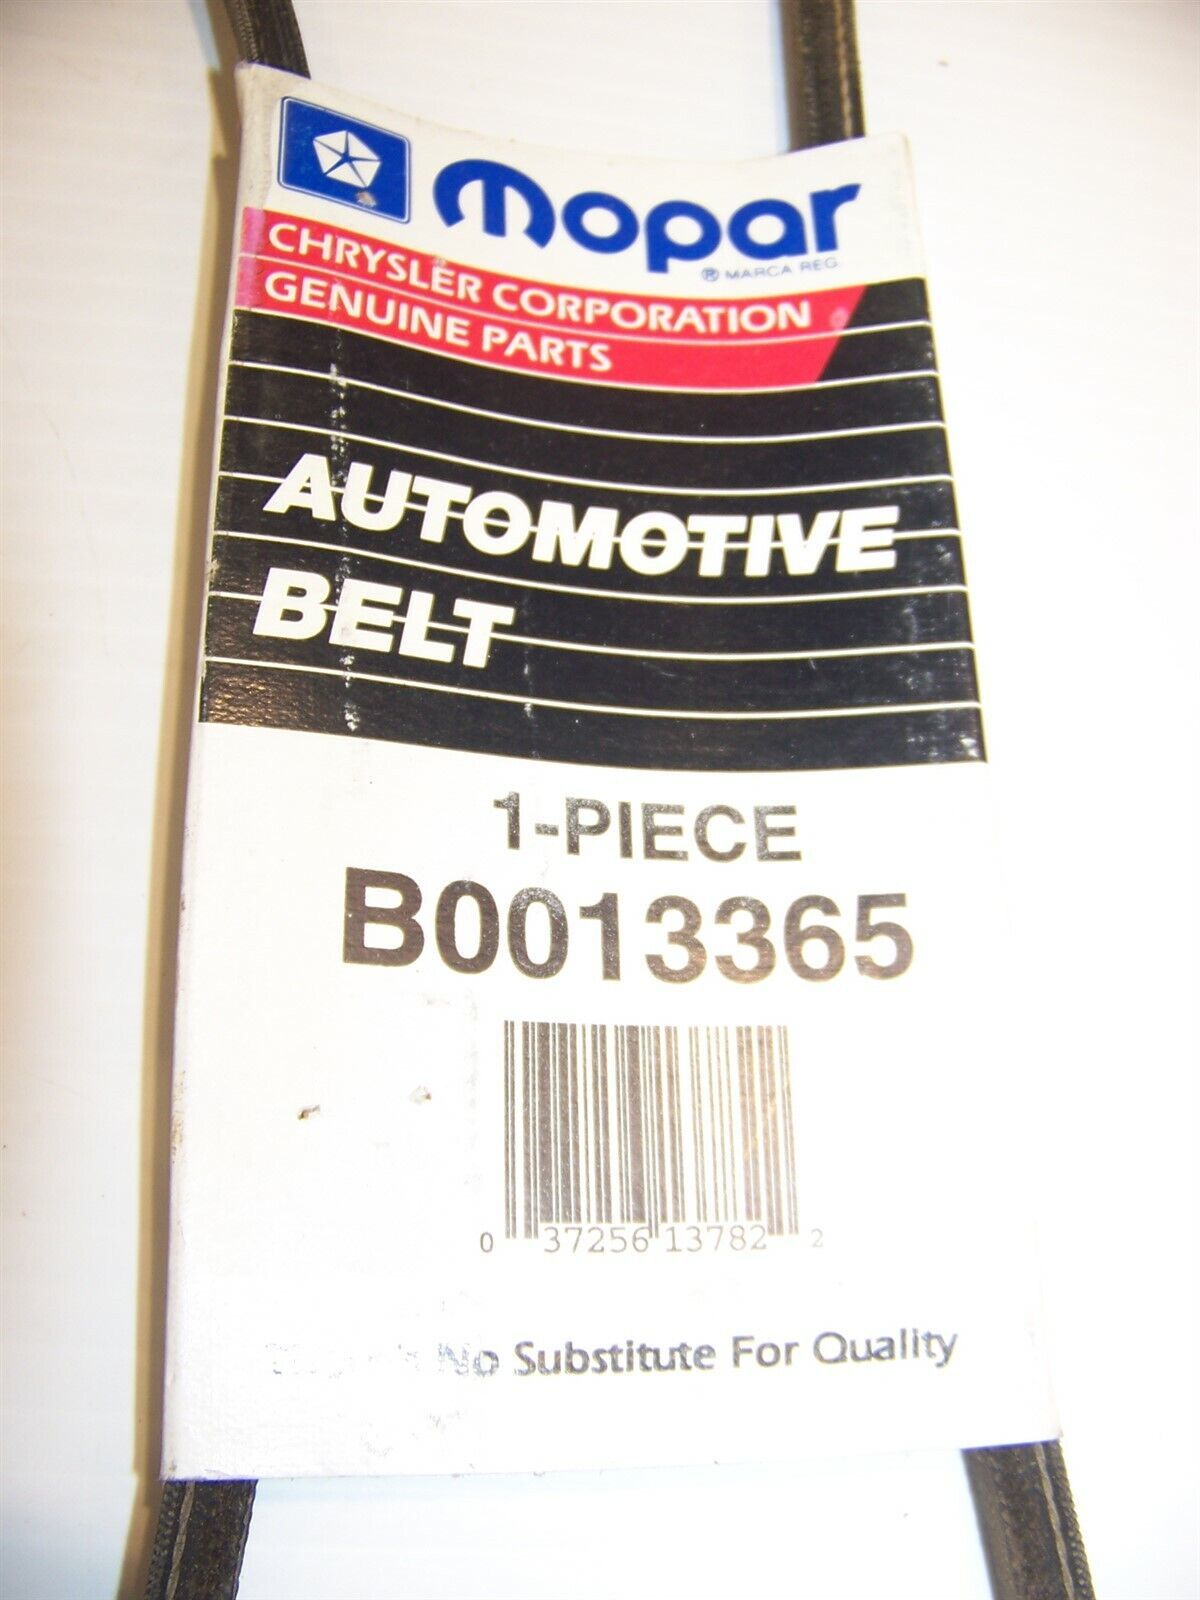 mopar
® MARCA REG.
CHRYSLER CORPORATION
GENUINE PARTS
AUTOMOTIVE
BELT
1-PIECE
B0013365
0 37256 13782 2
No Substitute For Quality